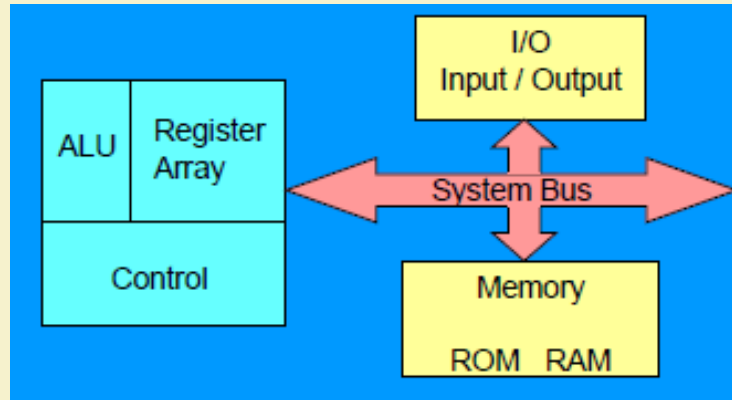 I/O
Input / Output
ALU
Register
Array
System Bus
Control
Memory
ROM RAM